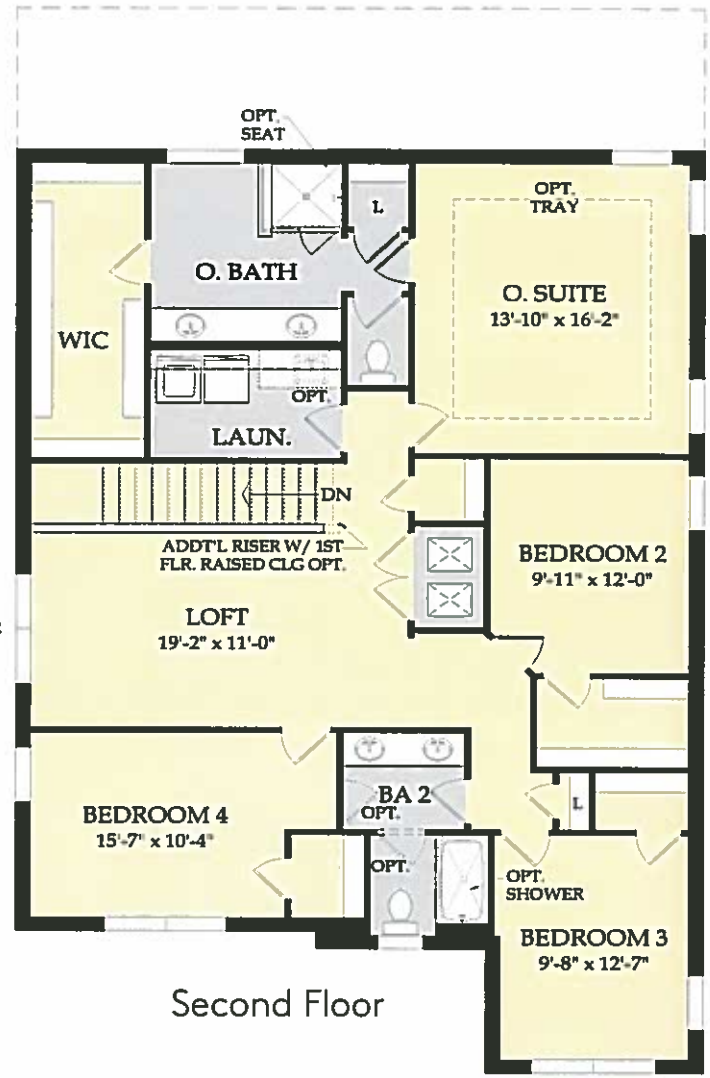 OPT.
SEAT
L
OPT.
TRAY
O. BATH
O. SUITE
13'-10" x 16'-2"
WIC
OPT.
LAUN.
DN
ADDT'L RISER W/ 1ST
FLR. RAISED CLG OPT.
BEDROOM 2
9'-11" x 12'-0"
LOFT
19'-2" x 11'-0"
BA 2
OPT.
L
BEDROOM 4
15'-7" x 10'-4"
OPT.
OPT.
SHOWER
BEDROOM 3
9'-8" x 12'-7"
Second Floor